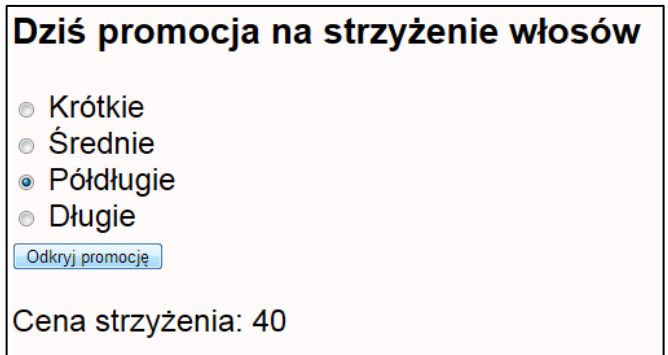 Dziś promocja na strzyżenie włosów
Krótkie
Średnie
Półdługie
Długie
Odkryj promocję
Cena strzyżenia: 40